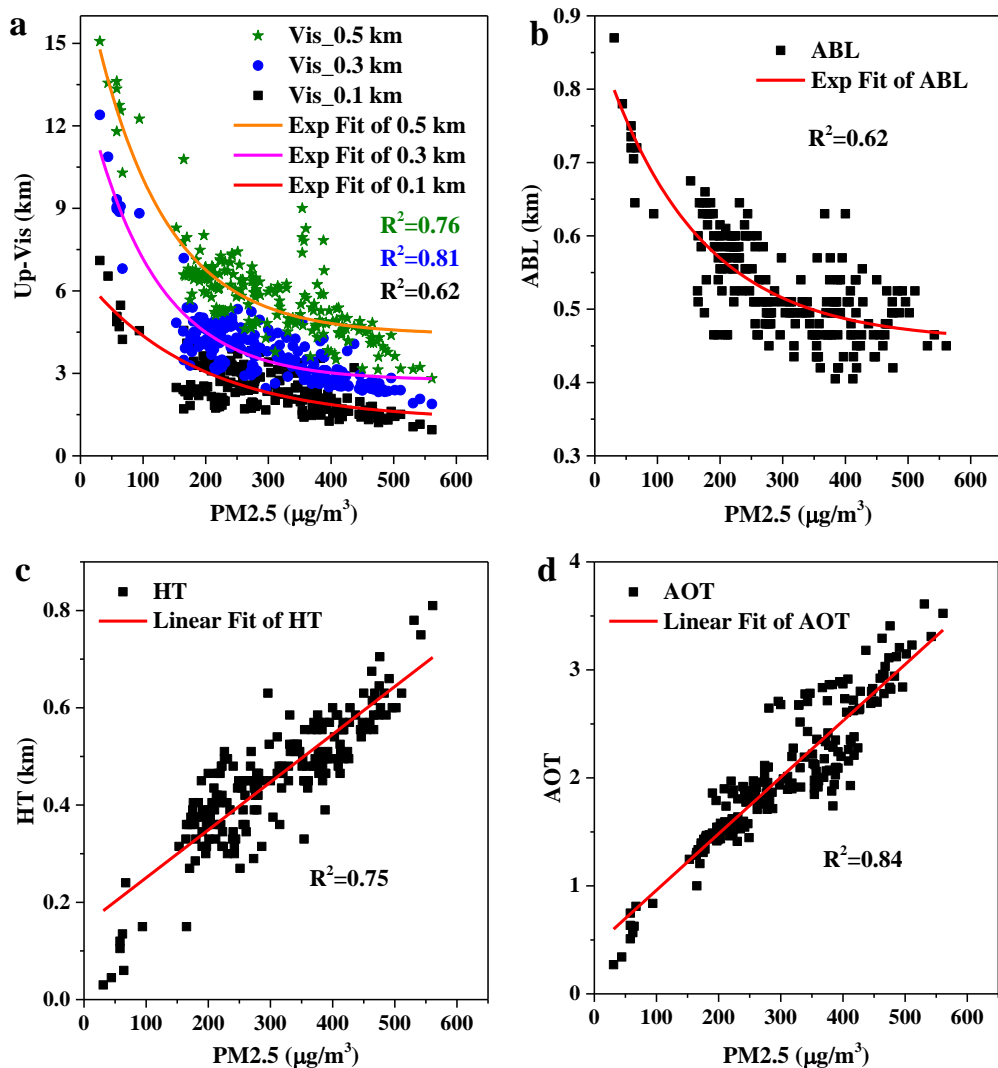 a
Vis_0.5 km
Vis_0.3 km
Vis_0.1 km
Exp Fit of 0.5 km
Exp Fit of 0.3 km
Exp Fit of 0.1 km
R²=0.76
R²=0.81
R²=0.62
15
12
9
6
3
0
Up-Vis (km)
0 100 200 300 400 500 600
PM2.5 (μg/m³)
b
ABL
Exp Fit of ABL
R²=0.62
0.9
0.8
0.7
0.6
0.5
0.4
0.3
ABL (km)
0 100 200 300 400 500 600
PM2.5 (μg/m³)
c
HT
Linear Fit of HT
R²=0.75
0.8
0.6
0.4
0.2
0.0
HT (km)
0 100 200 300 400 500 600
PM2.5 (μg/m³)
d
AOT
Linear Fit of AOT
R²=0.84
4
3
2
1
0
AOT
0 100 200 300 400 500 600
PM2.5 (μg/m³)